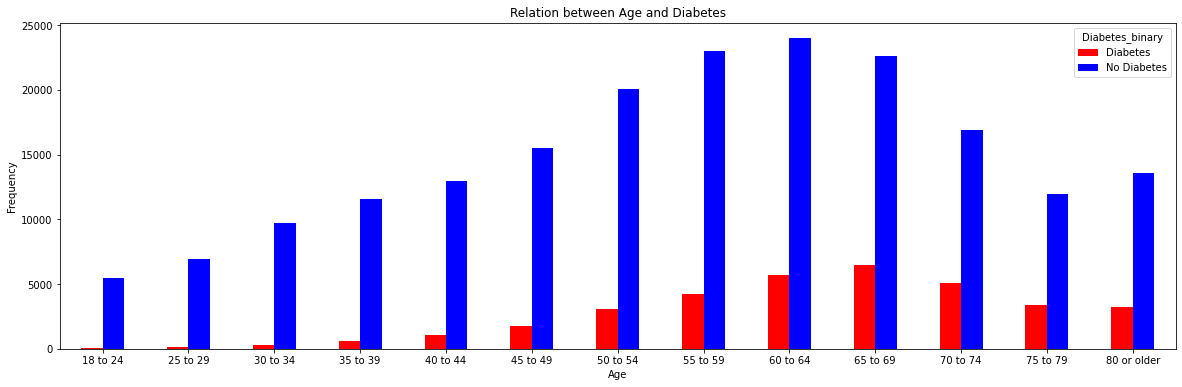 Relation between Age and Diabetes
25000
20000
15000
10000
5000
0
Frequency
Diabetes_binary
Diabetes
No Diabetes
18 to 24 25 to 29 30 to 34 35 to 39 40 to 44 45 to 49 50 to 54 55 to 59 60 to 64 65 to 69 70 to 74 75 to 79 80 or older
Age